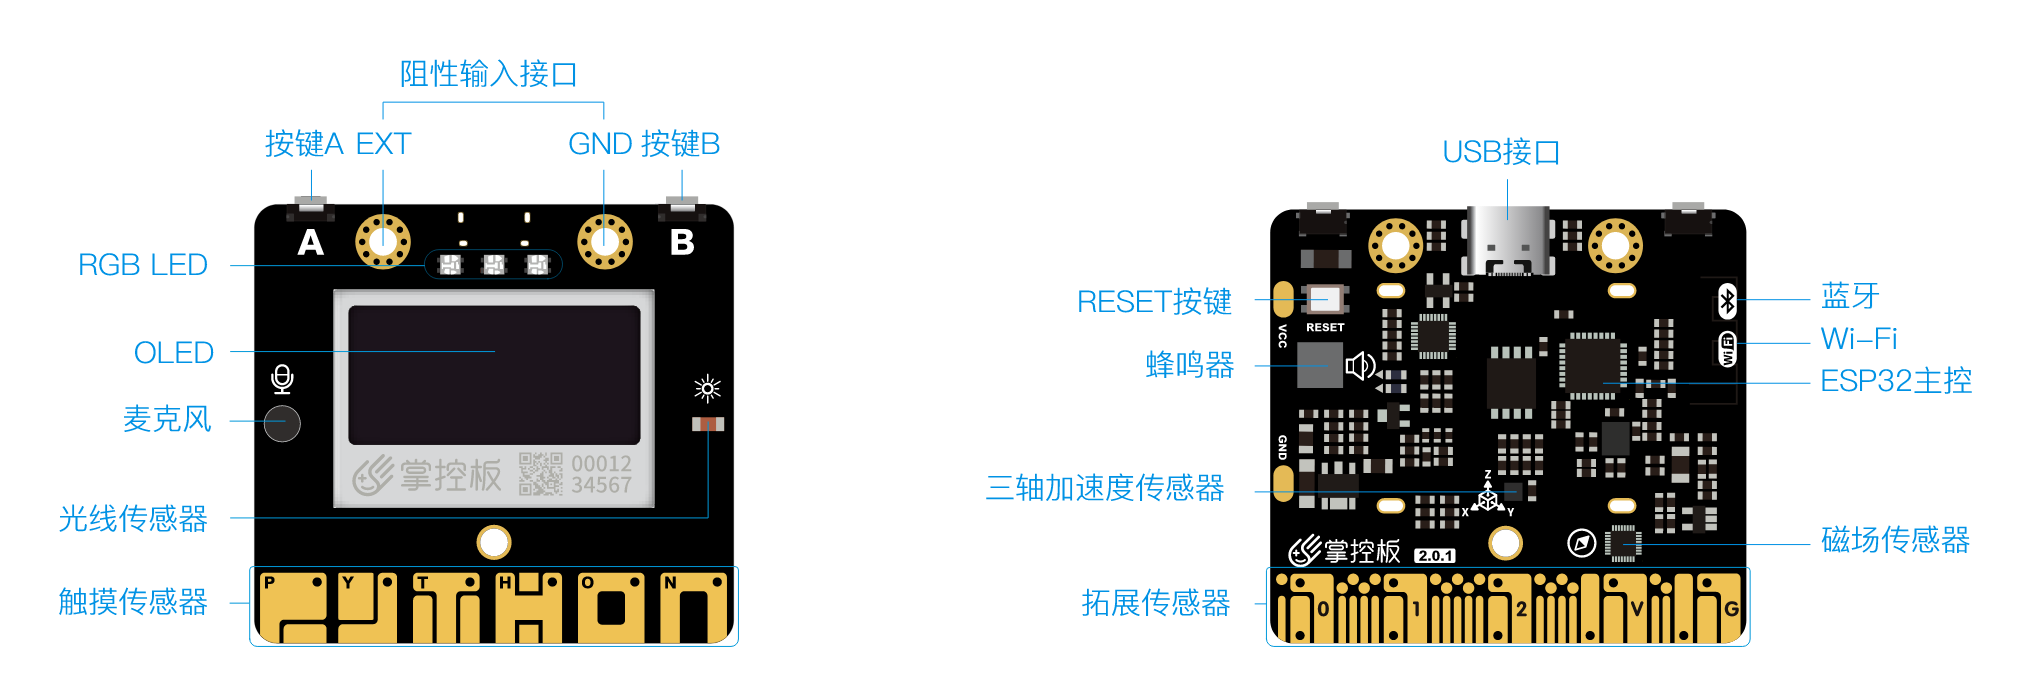 阻性输入接口
按键A EXT
GND 按键B
A
B
RGB LED
OLED
麦克风
掌控板
00012
34567
光线传感器
触摸传感器
P Y T H O N
USB接口
RESET按键
RESET
VCC
蜂鸣器
蓝牙
Wi-Fi
WiFi
ESP32主控
GND
三轴加速度传感器
Z
X Y
磁场传感器
掌控板 2.0.1
拓展传感器
0 1 2 V G